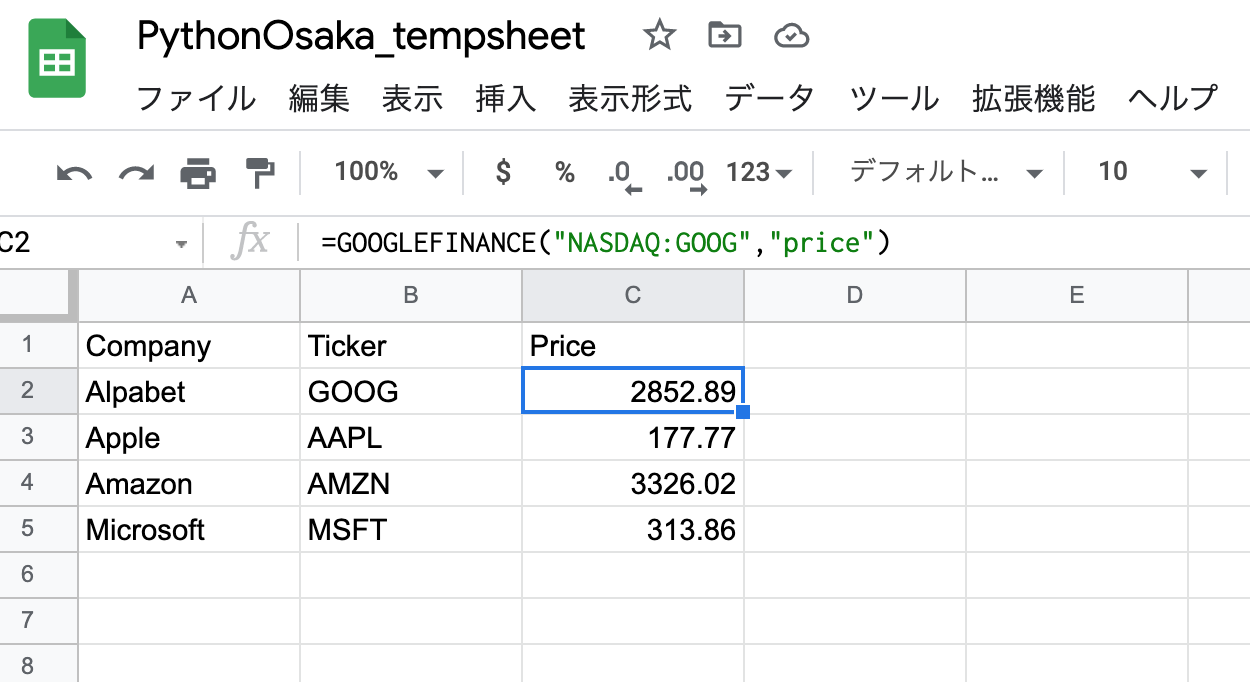 PythonOsaka_tempsheet
ファイル 編集 表示 挿入 表示形式 データ ツール 拡張機能 ヘルプ
100% $ % .0 .00 123 デフォルト... 10
C2 fx =GOOGLEFINANCE("NASDAQ:GOOG","price")
A B C D E
1 Company Ticker Price
2 Alpabet GOOG 2852.89
3 Apple AAPL 177.77
4 Amazon AMZN 3326.02
5 Microsoft MSFT 313.86
6
7
8